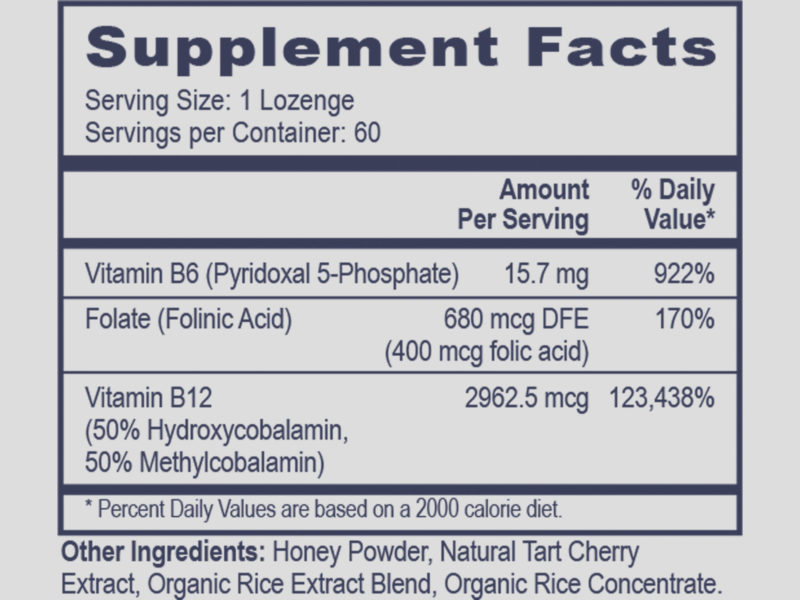 Supplement Facts
Serving Size: 1 Lozenge
Servings per Container: 60
Amount Per Serving % Daily Value*
Vitamin B6 (Pyridoxal 5-Phosphate) 15.7 mg 922%
Folate (Folinic Acid) 680 mcg DFE 170%
(400 mcg folic acid)
Vitamin B12 2962.5 mcg 123,438%
(50% Hydroxycobalamin,
50% Methylcobalamin)
* Percent Daily Values are based on a 2000 calorie diet.
Other Ingredients: Honey Powder, Natural Tart Cherry
Extract, Organic Rice Extract Blend, Organic Rice Concentrate.